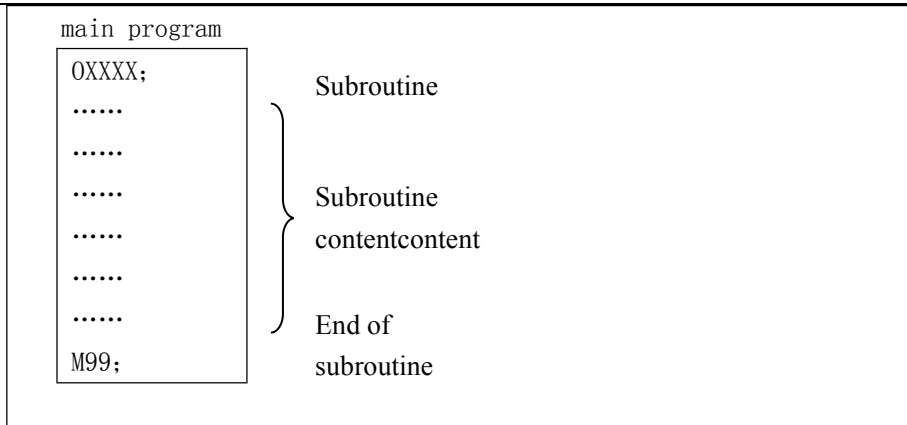 main program
OXXXX;
Subroutine
……
……
……
Subroutine
……
contentcontent
……
……
End of
M99;
subroutine